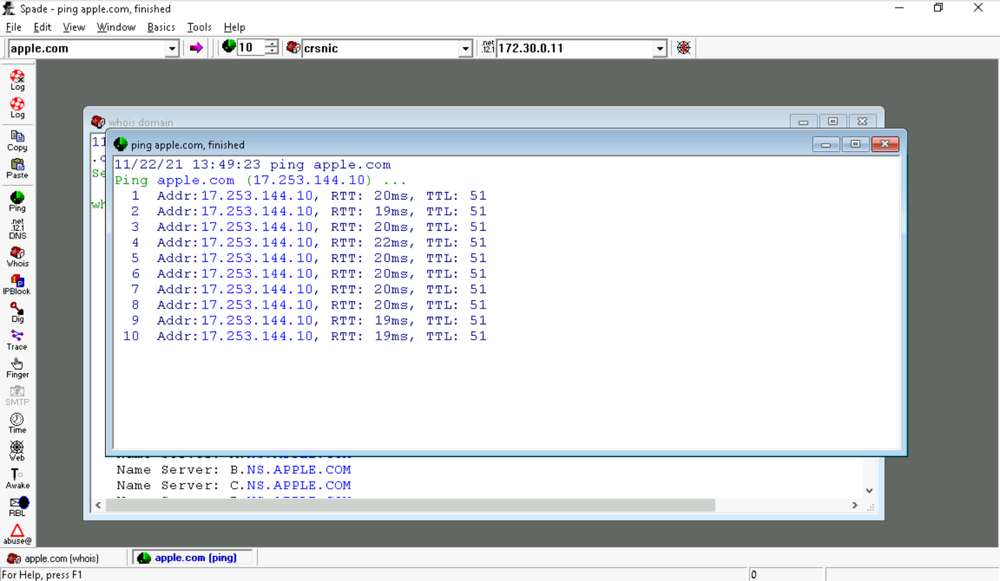 Spade - ping apple.com, finished
File Edit View Window Basics Tools Help
apple.com 10 crsnic .net .12.1 172.30.0.11
Log
Log
Copy
Paste
Ping
.net
.12.1
DNS
Whois
IPBlock
Dig
Trace
Finger
SMTP
Time
Web
Awake
RBL
abuse@
whois domain
11
.c
Se
wh
ping apple.com, finished
11/22/21 13:49:23 ping apple.com
Ping apple.com (17.253.144.10) ...
1 Addr:17.253.144.10, RTT: 20ms, TTL: 51
2 Addr:17.253.144.10, RTT: 19ms, TTL: 51
3 Addr:17.253.144.10, RTT: 20ms, TTL: 51
4 Addr:17.253.144.10, RTT: 22ms, TTL: 51
5 Addr:17.253.144.10, RTT: 20ms, TTL: 51
6 Addr:17.253.144.10, RTT: 20ms, TTL: 51
7 Addr:17.253.144.10, RTT: 20ms, TTL: 51
8 Addr:17.253.144.10, RTT: 20ms, TTL: 51
9 Addr:17.253.144.10, RTT: 19ms, TTL: 51
10 Addr:17.253.144.10, RTT: 19ms, TTL: 51
Name Server: B.NS.APPLE.COM
Name Server: C.NS.APPLE.COM
apple.com (whois) apple.com (ping)
For Help, press F1 0